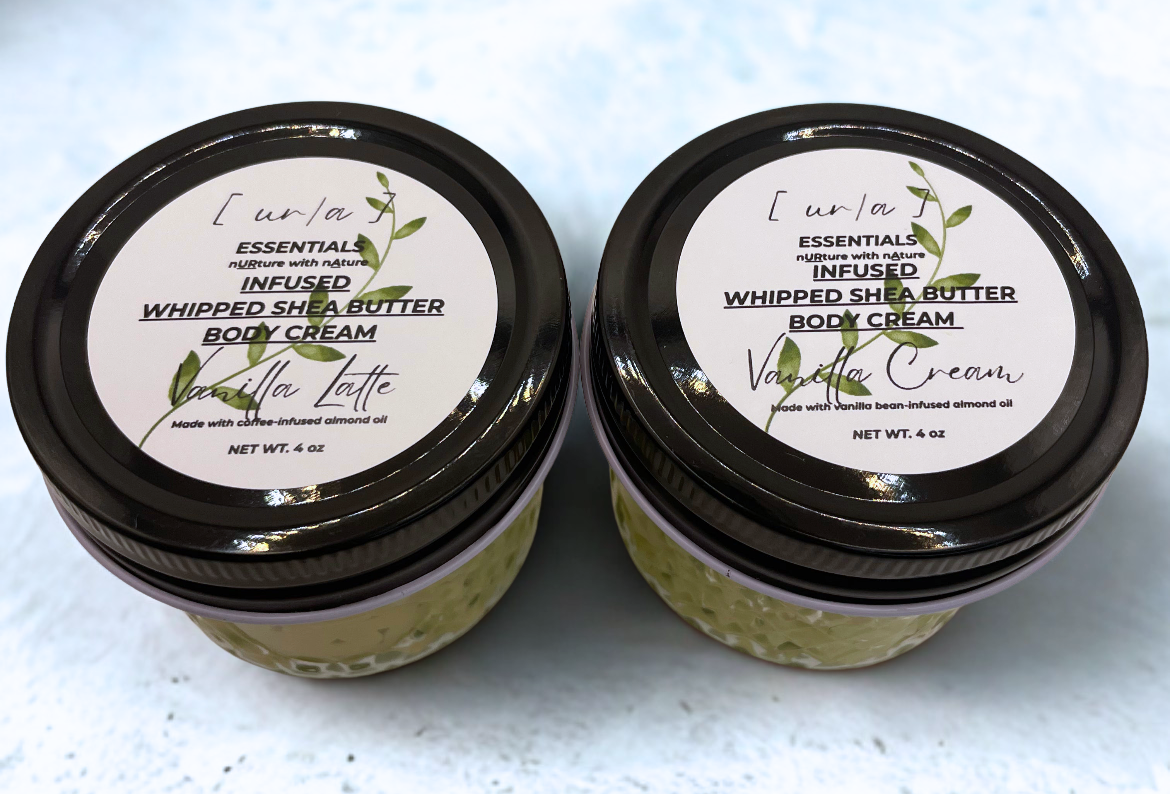 [ ur/a ]
ESSENTIALS
nURture with nAture
INFUSED
WHIPPED SHEA BUTTER
BODY CREAM
Vanilla Latte
Made with coffee-infused almond oil
NET WT. 4 oz
[ ur/a ]
ESSENTIALS
nURture with nAture
INFUSED
WHIPPED SHEA BUTTER
BODY CREAM
Vanilla Cream
Made with vanilla bean-infused almond oil
NET WT. 4 oz